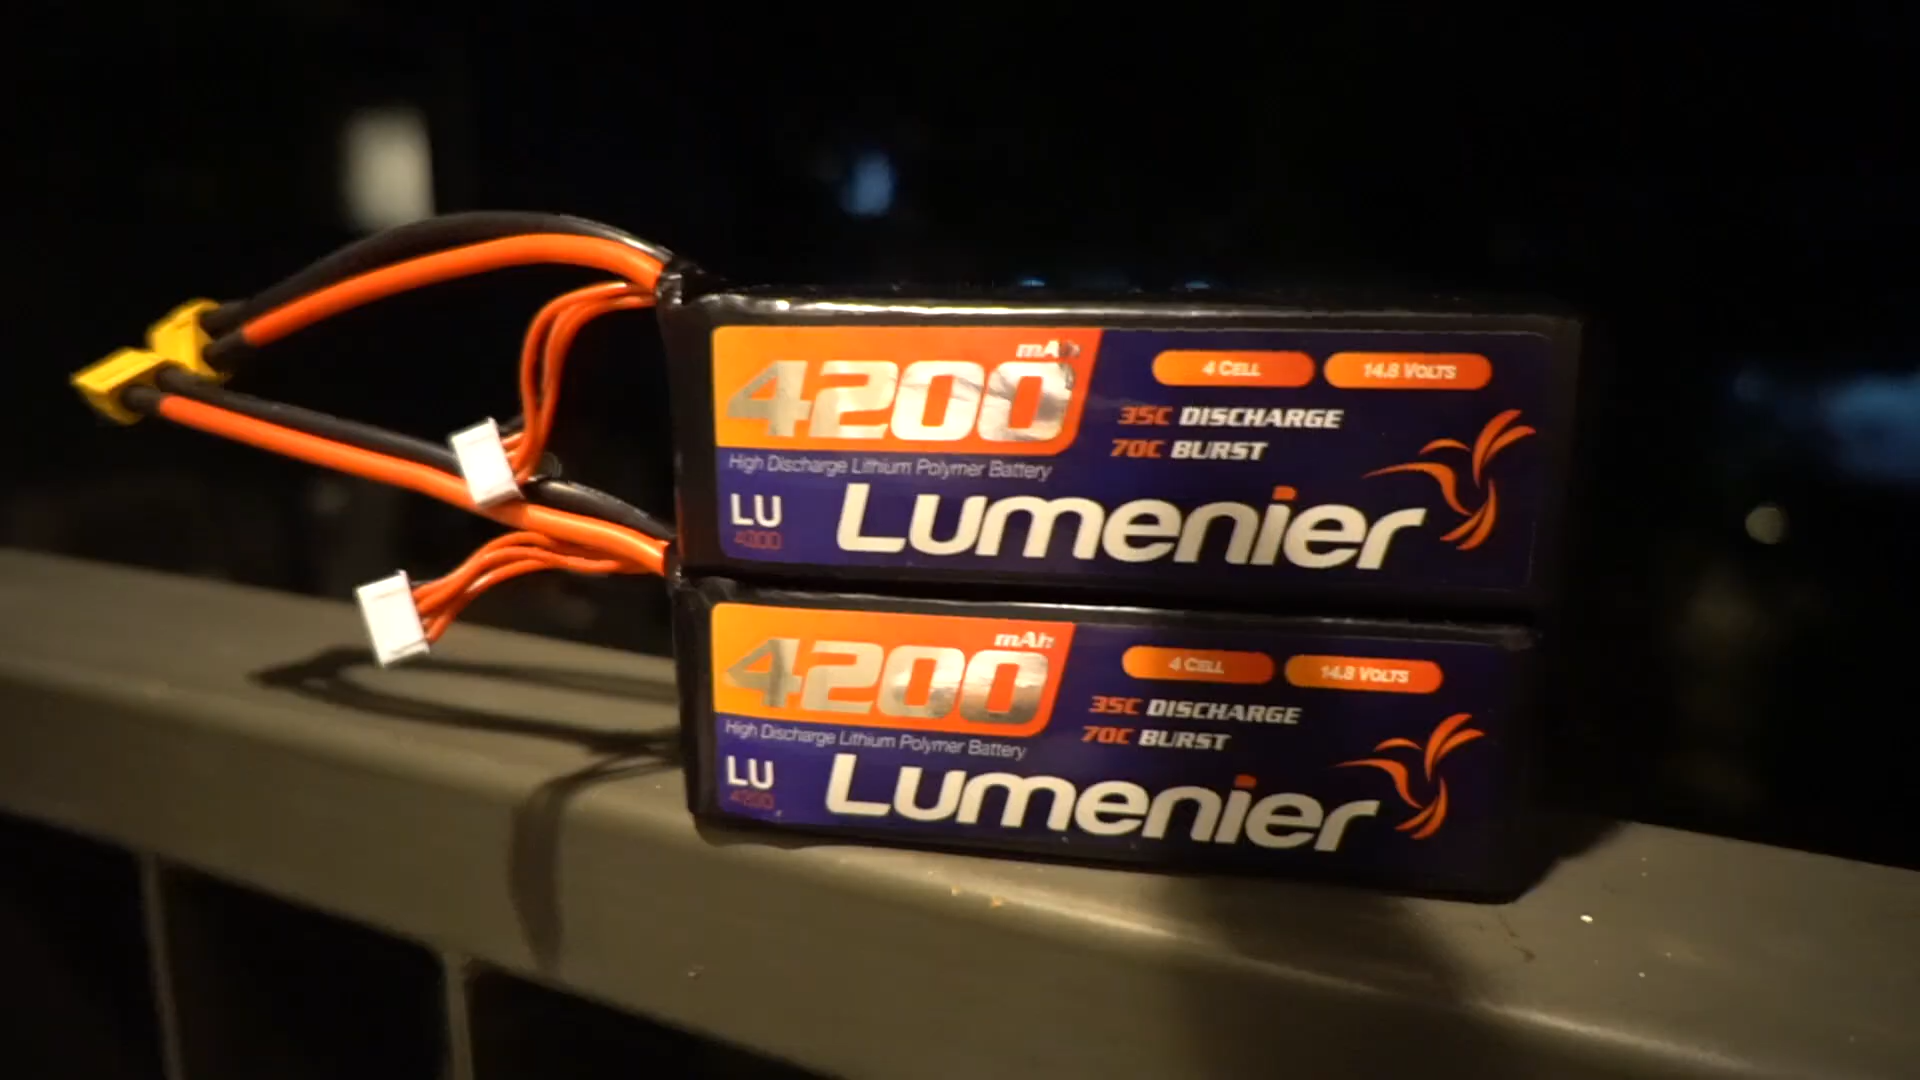 mAh
4200
4 CELL
14.8 VOLTS
35C DISCHARGE
70C BURST
High Discharge Lithium Polymer Battery
LU
4200
Lumenier
mAh
4200
4 CELL
14.8 VOLTS
35C DISCHARGE
70C BURST
High Discharge Lithium Polymer Battery
LU
4200
Lumenier